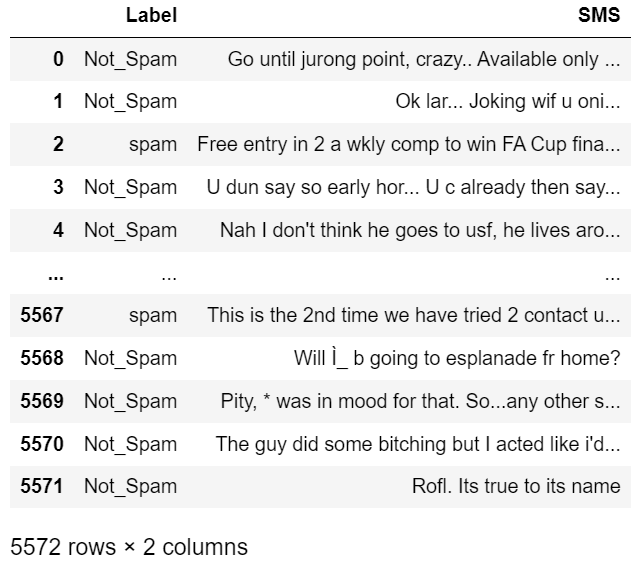 Label SMS
0 Not_Spam Go until jurong point, crazy.. Available only ...
1 Not_Spam Ok lar... Joking wif u oni...
2 spam Free entry in 2 a wkly comp to win FA Cup fina...
3 Not_Spam U dun say so early hor... U c already then say...
4 Not_Spam Nah I don't think he goes to usf, he lives aro...
... ... ...
5567 spam This is the 2nd time we have tried 2 contact u...
5568 Not_Spam Will Ì_ b going to esplanade fr home?
5569 Not_Spam Pity, * was in mood for that. So...any other s...
5570 Not_Spam The guy did some bitching but I acted like i'd...
5571 Not_Spam Rofl. Its true to its name
5572 rows × 2 columns